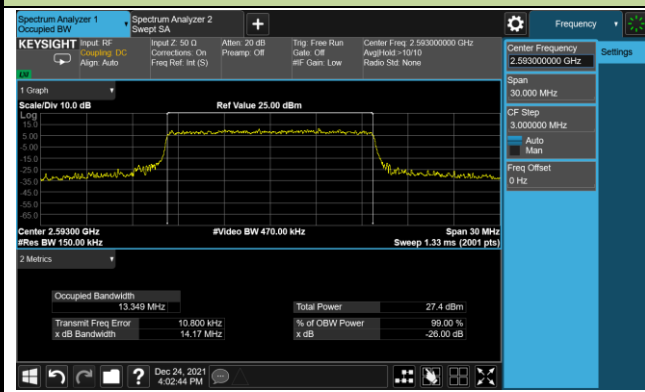 Spectrum Analyzer 1
Occupied BW
Spectrum Analyzer 2
Swept SA
+
Frequency
KEYSIGHT
Input: RF
Coupling: DC
Align: Auto
Input Z: 50 Ω
Corrections: On
Freq Ref: Int (S)
Atten: 20 dB
Preamp: Off
Trig: Free Run
Gate: Off
#IF Gain: Low
Center Freq: 2.593000000 GHz
Avg|Hold:>10/10
Radio Std: None
Center Frequency
2.593000000 GHz
Settings
Span
30.000 MHz
CF Step
3.000000 MHz
Auto
Man
Freq Offset
0 Hz
1 Graph
Scale/Div 10.0 dB
Ref Value 25.00 dBm
Log
15.0
5.00
-5.00
-15.0
-25.0
-35.0
-45.0
-55.0
-65.0
Center 2.59300 GHz
#Video BW 470.00 kHz
Span 30 MHz
#Res BW 150.00 kHz
Sweep 1.33 ms (2001 pts)
2 Metrics
Occupied Bandwidth
13.349 MHz
Total Power
27.4 dBm
Transmit Freq Error
10.800 kHz
% of OBW Power
99.00 %
x dB Bandwidth
14.17 MHz
x dB
-26.00 dB
?
Dec 24, 2021
4:02:44 PM